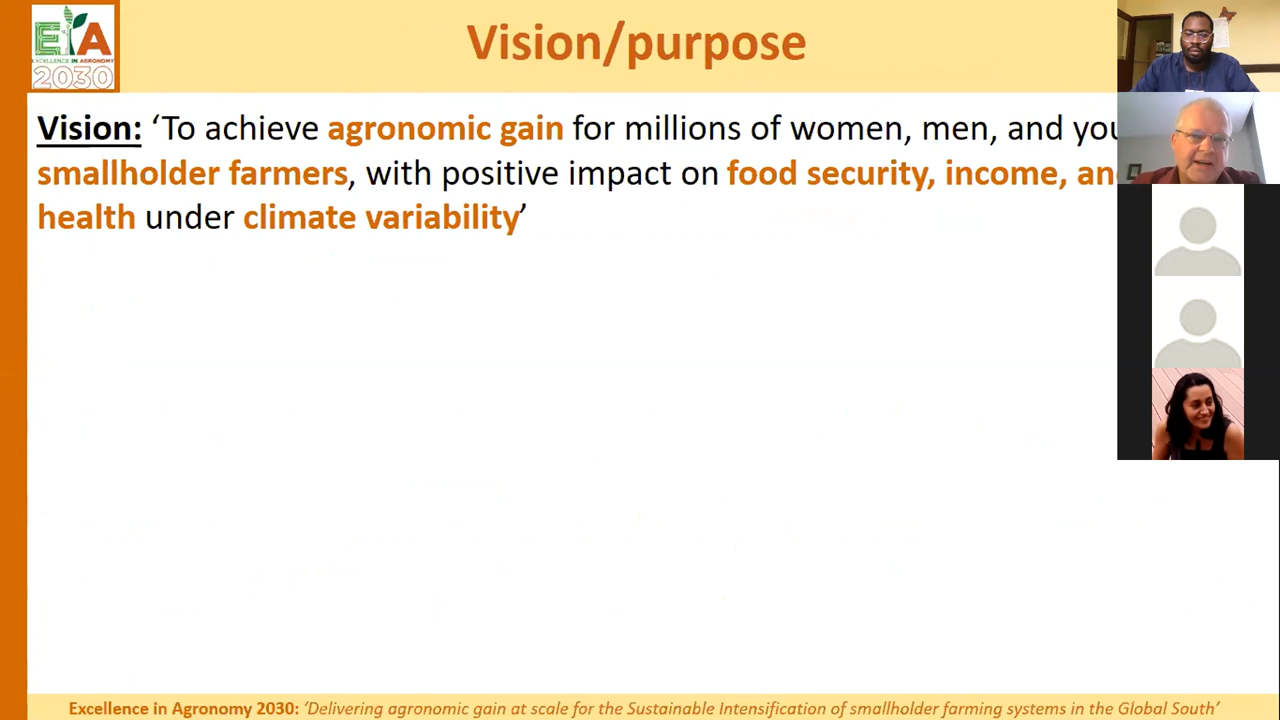 EiA
EXCELLENCE IN AGRONOMY
2030
Vision/purpose
Vision: ‘To achieve agronomic gain for millions of women, men, and
smallholder farmers, with positive impact on food security, income,
health under climate variability’
Excellence in Agronomy 2030: ‘Delivering agronomic gain at scale for the Sustainable Intensification of smallholder farming systems in the Global South’